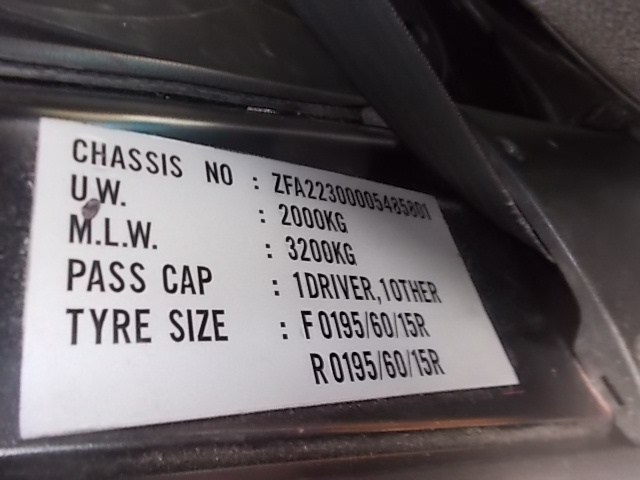 CHASSIS NO : ZFA22300005485801
U.W. : 2000KG
M.L.W. : 3200KG
PASS CAP : 1DRIVER,1OTHER
TYRE SIZE : F0195/60/15R
R0195/60/15R